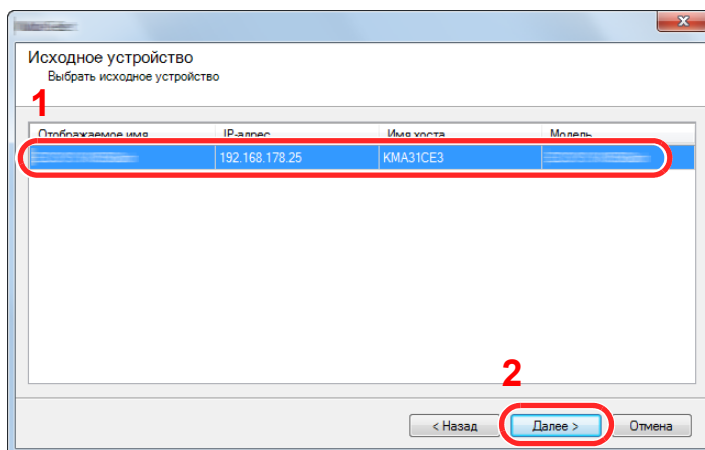 Исходное устройство
Выбрать исходное устройство
1
Отображаемое имя IP-адрес Имя хоста Модель
192.168.178.25 KMA31CE3
2
< Назад Далее > Отмена